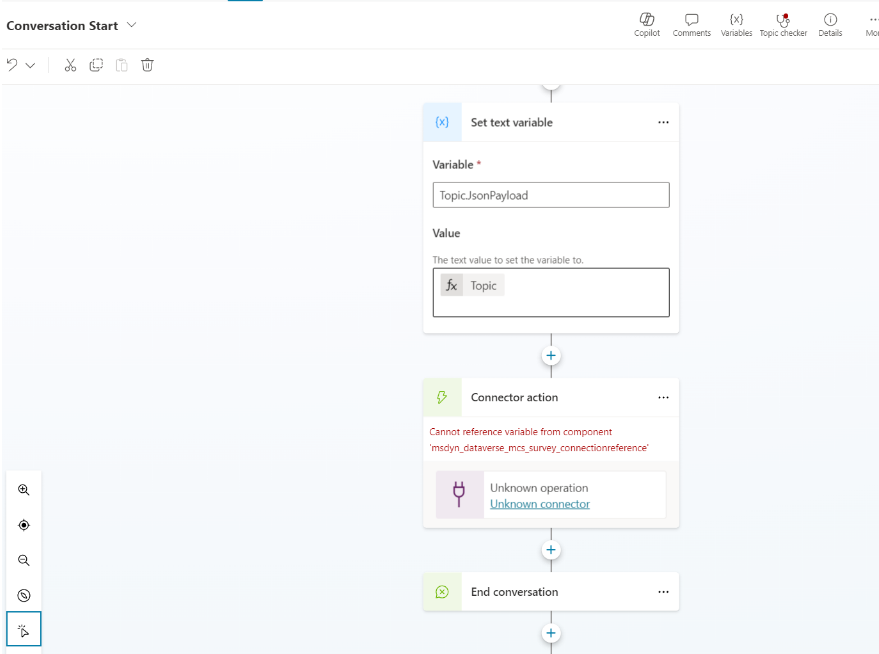 Conversation Start
Copilot
Comments
{x}
Variables
Topic checker
Details
{x}
Set text variable
Variable *
Topic.JsonPayload
Value
The text value to set the variable to.
fx Topic
Connector action
Cannot reference variable from component
'msdyn_dataverse_mcs_survey_connectionreference'
Unknown operation
Unknown connector
End conversation